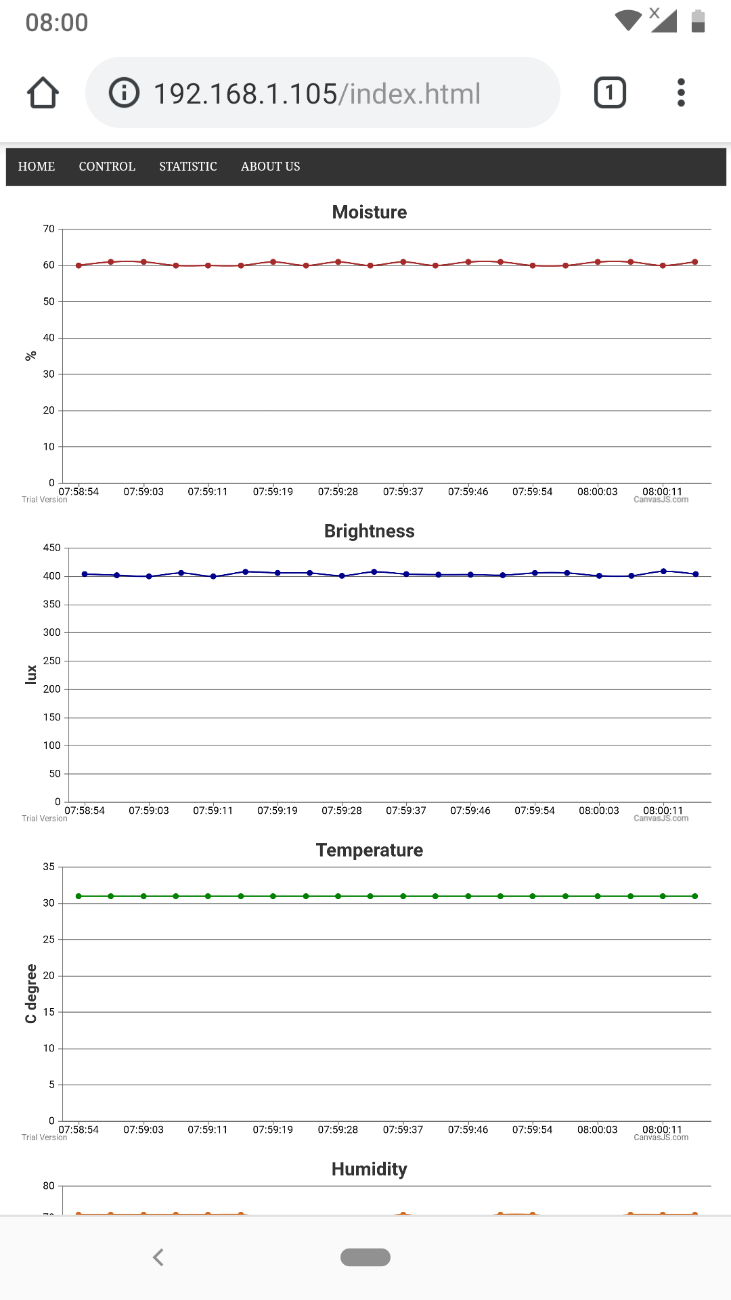 08:00
192.168.1.105/index.html
1
HOME CONTROL STATISTIC ABOUT US
Moisture
70
60
50
40
30
20
10
0
%
07:58:54 07:59:03 07:59:11 07:59:19 07:59:28 07:59:37 07:59:46 07:59:54 08:00:03 08:00:11
Trial Version CanvasJS.com
Brightness
450
400
350
300
250
200
150
100
50
0
lux
07:58:54 07:59:03 07:59:11 07:59:19 07:59:28 07:59:37 07:59:46 07:59:54 08:00:03 08:00:11
Trial Version CanvasJS.com
Temperature
35
30
25
20
15
10
5
0
C degree
07:58:54 07:59:03 07:59:11 07:59:19 07:59:28 07:59:37 07:59:46 07:59:54 08:00:03 08:00:11
Trial Version CanvasJS.com
Humidity
80